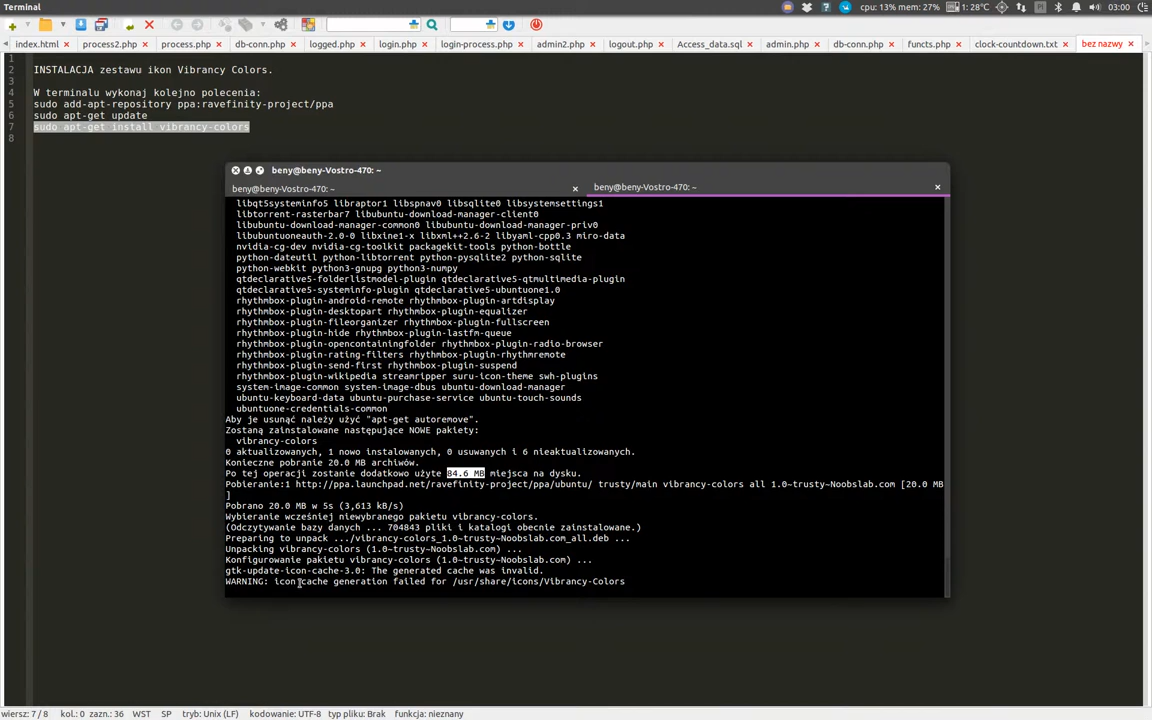 Terminal
cpu: 13% mem: 27%
1: 28°C
Pl
03:00
index.html
process2.php
process.php
db-conn.php
logged.php
login.php
login-process.php
admin2.php
logout.php
Access_data.sql
admin.php
db-conn.php
functs.php
clock-countdown.txt
bez nazwy
1
2 INSTALACJA zestawu ikon Vibrancy Colors.
3
4 W terminalu wykonaj kolejno polecenia:
5 sudo add-apt-repository ppa:ravefinity-project/ppa
6 sudo apt-get update
7 sudo apt-get install vibrancy-colors
8
beny@beny-Vostro-470: ~
beny@beny-Vostro-470: ~
beny@beny-Vostro-470: ~
libqt5systeminfo5 libraptor1 libspnav0 libsqlite0 libsystemsettings1
libtorrent-rasterbar7 libubuntu-download-manager-client0
libubuntu-download-manager-common0 libubuntu-download-manager-priv0
libubuntuoneauth-2.0-0 libxine1-x libxml++2.6-2 libyaml-cpp0.3 miro-data
nvidia-cg-dev nvidia-cg-toolkit packagekit-tools python-bottle
python-dateutil python-libtorrent python-pysqlite2 python-sqlite
python-webkit python3-gnupg python3-numpy
qtdeclarative5-folderlistmodel-plugin qtdeclarative5-qtmultimedia-plugin
qtdeclarative5-systeminfo-plugin qtdeclarative5-ubuntuone1.0
rhythmbox-plugin-android-remote rhythmbox-plugin-artdisplay
rhythmbox-plugin-desktopart rhythmbox-plugin-equalizer
rhythmbox-plugin-fileorganizer rhythmbox-plugin-fullscreen
rhythmbox-plugin-hide rhythmbox-plugin-lastfm-queue
rhythmbox-plugin-opencontainingfolder rhythmbox-plugin-radio-browser
rhythmbox-plugin-rating-filters rhythmbox-plugin-rhythmremote
rhythmbox-plugin-send-first rhythmbox-plugin-suspend
rhythmbox-plugin-wikipedia streamripper suru-icon-theme swh-plugins
system-image-common system-image-dbus ubuntu-download-manager
ubuntu-keyboard-data ubuntu-purchase-service ubuntu-touch-sounds
ubuntuone-credentials-common
Aby je usunąć należy użyć "apt-get autoremove".
Zostaną zainstalowane następujące NOWE pakiety:
vibrancy-colors
0 aktualizowanych, 1 nowo instalowanych, 0 usuwanych i 6 nieaktualizowanych.
Konieczne pobranie 20.0 MB archiwów.
Po tej operacji zostanie dodatkowo użyte 84.6 MB miejsca na dysku.
Pobieranie:1 http://ppa.launchpad.net/ravefinity-project/ppa/ubuntu/ trusty/main vibrancy-colors all 1.0~trusty~Noobslab.com [20.0 MB
]
Pobrano 20.0 MB w 5s (3,613 kB/s)
Wybieranie wcześniej niewybranego pakietu vibrancy-colors.
(Odczytywanie bazy danych ... 704843 pliki i katalogi obecnie zainstalowane.)
Preparing to unpack .../vibrancy-colors_1.0~trusty~Noobslab.com_all.deb ...
Unpacking vibrancy-colors (1.0~trusty~Noobslab.com) ...
Konfigurowanie pakietu vibrancy-colors (1.0~trusty~Noobslab.com) ...
gtk-update-icon-cache-3.0: The generated cache was invalid.
WARNING: icon cache generation failed for /usr/share/icons/Vibrancy-Colors
wiersz: 7 / 8 kol.: 0 zazn.: 36 WST SP tryb: Unix (LF) kodowanie: UTF-8 typ pliku: Brak funkcja: nieznany